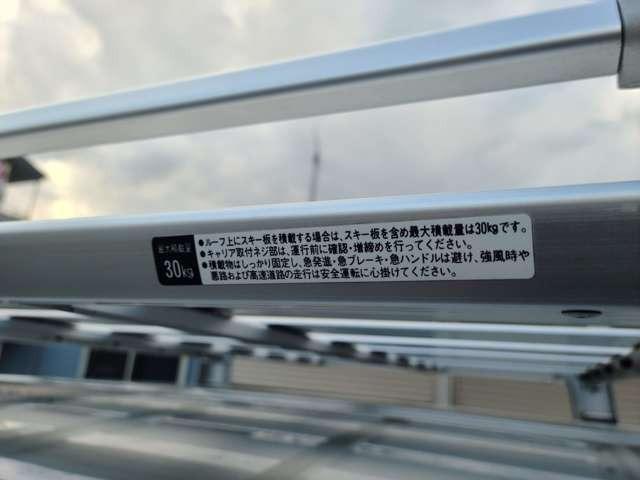 最大積載量
30kg
●ルーフ上にスキー板を積載する場合は、スキー板を含め最大積載量は30kgです。
●キャリア取付ネジ部は、運行前に確認・増締めを行ってください。
●積載物はしっかり固定し、急発進・急ブレーキ・急ハンドルは避け、強風時や
悪路および高速道路の走行は安全運転に心掛けてください。